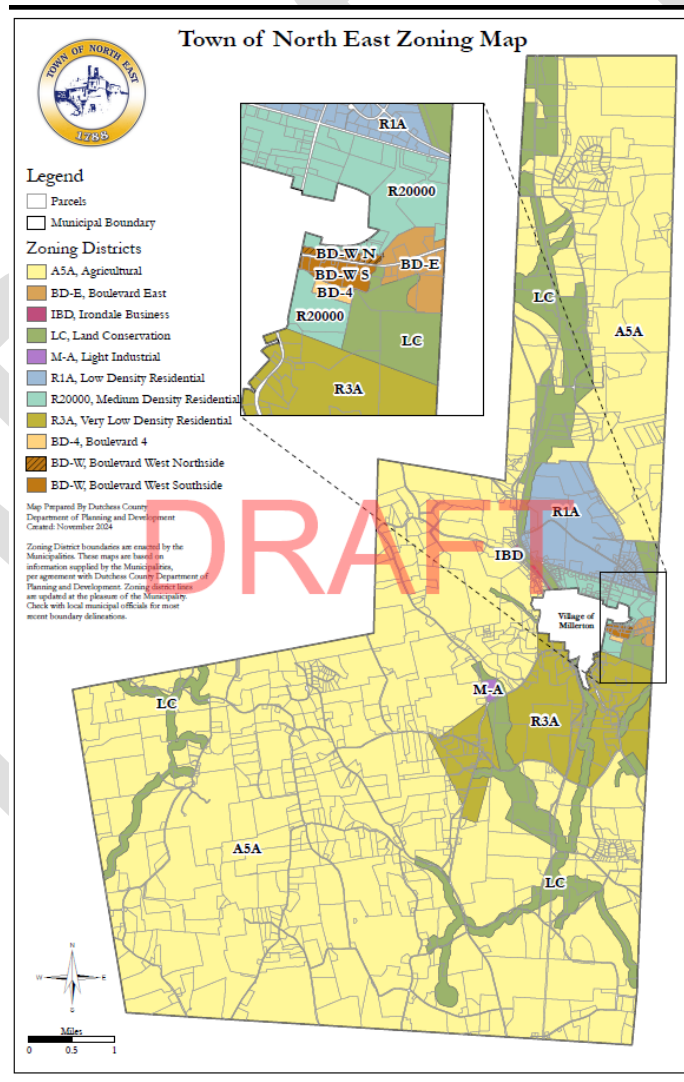 Town of North East Zoning Map
TOWN OF NORTH EAST
1788
Legend
Parcels
Municipal Boundary
Zoning Districts
A5A, Agricultural
BD-E, Boulevard East
IBD, Irondale Business
LC, Land Conservation
M-A, Light Industrial
R1A, Low Density Residential
R20000, Medium Density Residential
R3A, Very Low Density Residential
BD-4, Boulevard 4
BD-W, Boulevard West Northside
BD-W, Boulevard West Southside
Map Prepared By Dutchess County
Department of Planning and Development
Created: November 2024
Zoning District boundaries are enacted by the
Municipalities. These maps are based on
information supplied by the Municipalities,
per agreement with Dutchess County Department of
Planning and Development. Zoning district lines
are updated at the pleasure of the Municipality.
Check with local municipal officials for most
recent boundary delineations.
R1A
R20000
BD-W N
BD-E
BD-W S
BD-4
R20000
LC
R3A
LC
A5A
R1A
DRAFT
IBD
Village of
Millerton
M-A
LC
R3A
A5A
LC
N
W
E
S
Miles
0 0.5 1